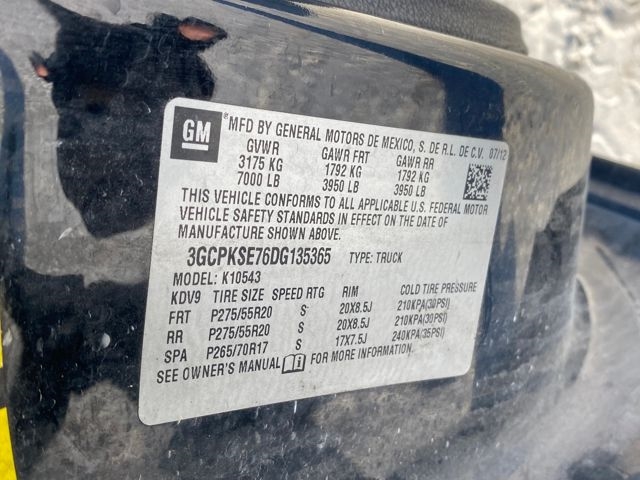 GM ® MFD BY GENERAL MOTORS DE MEXICO, S. DE R.L. DE C.V. 07/12
GVWR GAWR FRT GAWR RR
3175 KG 1792 KG 1792 KG
7000 LB 3950 LB 3950 LB
THIS VEHICLE CONFORMS TO ALL APPLICABLE U.S. FEDERAL MOTOR
VEHICLE SAFETY STANDARDS IN EFFECT ON THE DATE OF
MANUFACTURE SHOWN ABOVE.
3GCPKSE76DG135365 TYPE: TRUCK
MODEL: K10543
KDV9 TIRE SIZE SPEED RTG RIM COLD TIRE PRESSURE
FRT P275/55R20 S 20X8.5J 210KPA(30PSI)
RR P275/55R20 S 20X8.5J 210KPA(30PSI)
SPA P265/70R17 S 17X7.5J 240KPA(35PSI)
SEE OWNER'S MANUAL FOR MORE INFORMATION.